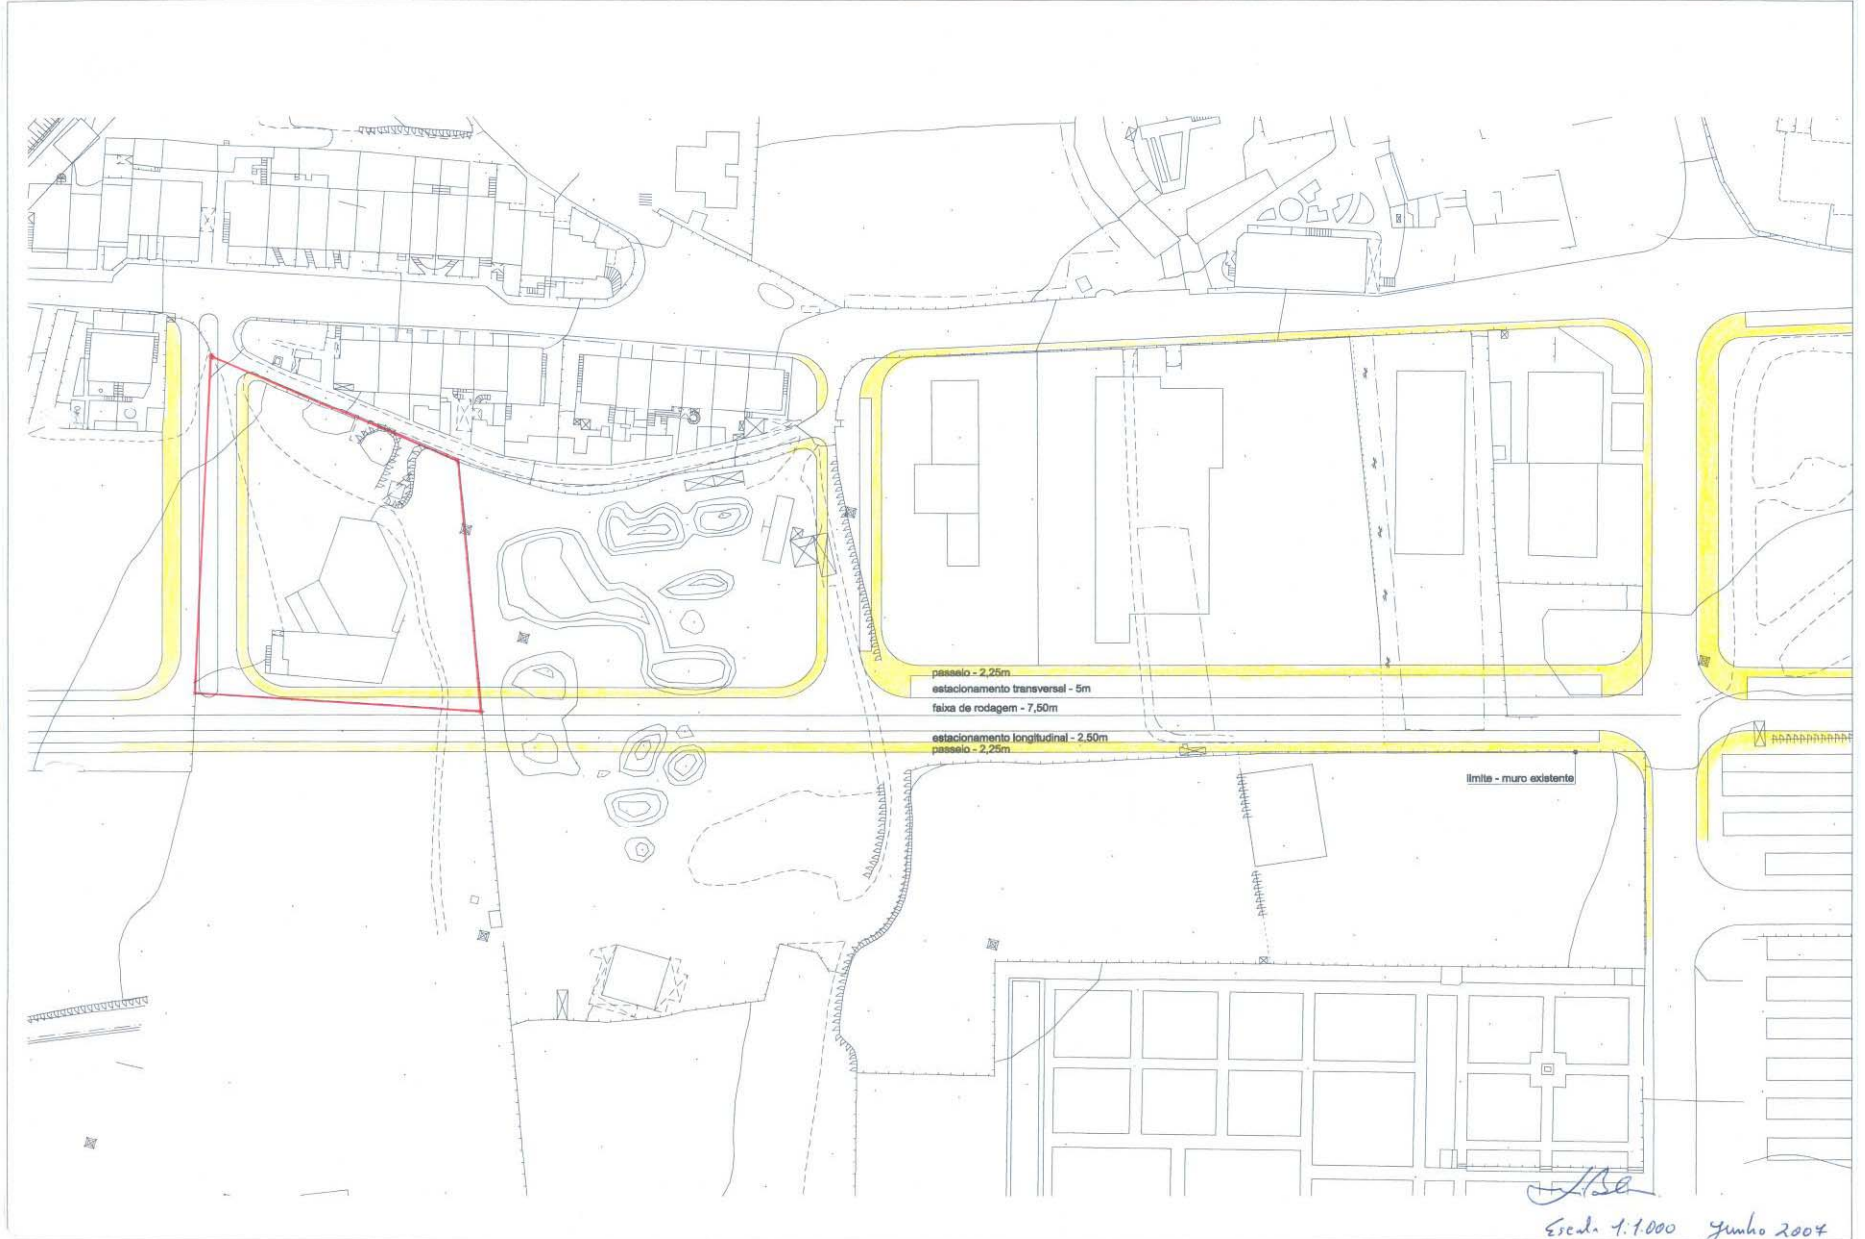 passeio - 2,25m
estacionamento transversal - 5m
faixa de rodagem - 7,50m
estacionamento longitudinal - 2,50m
passeio - 2,25m
limite - muro existente
Escala 1:1.000 Junho 2007